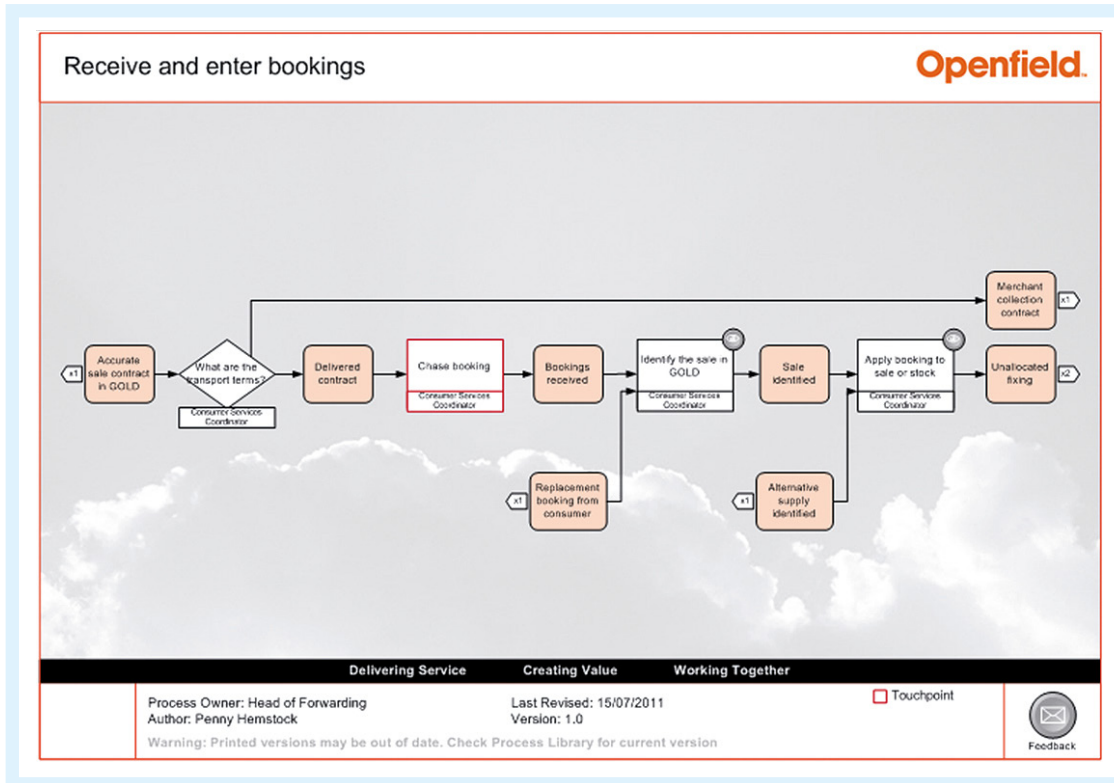 Receive and enter bookings
Openfield
Merchant
collection
contract
x1
x1
Accurate
sale contract
in GOLD
What are the
transport terms?
Consumer Services
Coordinator
Delivered
contract
Chase booking
Consumer Services
Coordinator
Bookings
received
Identify the sale in
GOLD
Consumer Services
Coordinator
Sale
identified
Apply booking to
sale or stock
Consumer Services
Coordinator
Unallocated
fixing
x2
x1
Replacement
booking from
consumer
x1
Alternative
supply
identified
Delivering Service Creating Value Working Together
Process Owner: Head of Forwarding Last Revised: 15/07/2011
Author: Penny Hemstock Version: 1.0
Warning: Printed versions may be out of date. Check Process Library for current version
Touchpoint
Feedback